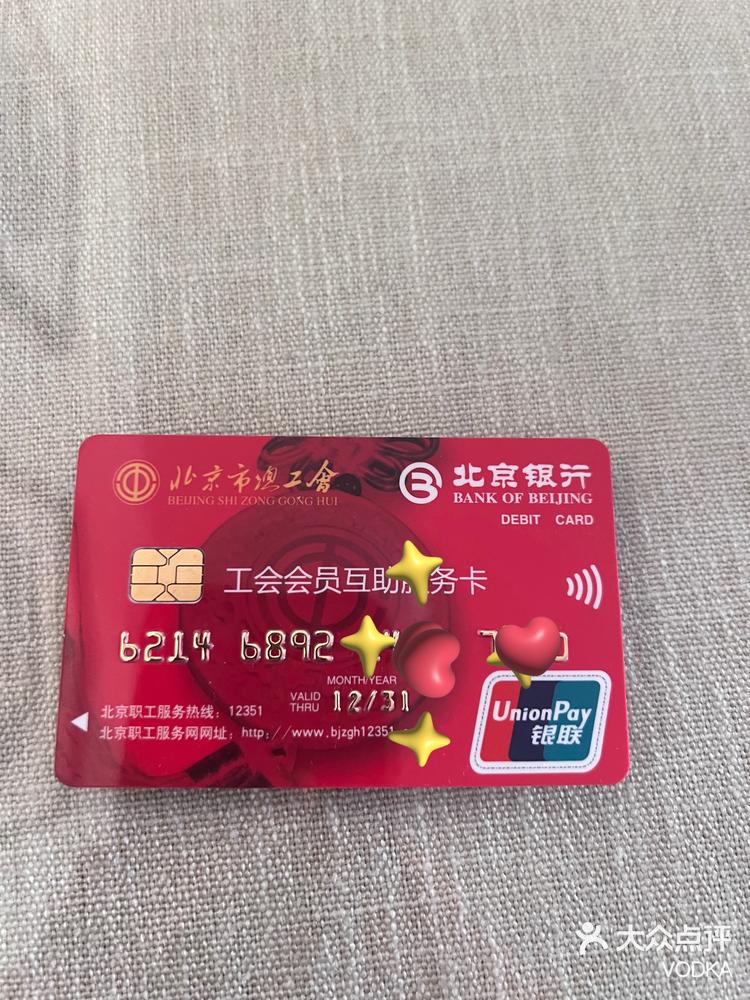 北京市总工會
BEIJING SHI ZONG GONG HUI
北京银行
BANK OF BEIJING
DEBIT CARD
工会会员互助 务卡
6214 6892
MONTH/YEAR
VALID THRU 12/31
北京职工服务热线：12351
北京职工服务网网址：http://www.bjzgh12351.
UnionPay
银联
大众点评
VODKA